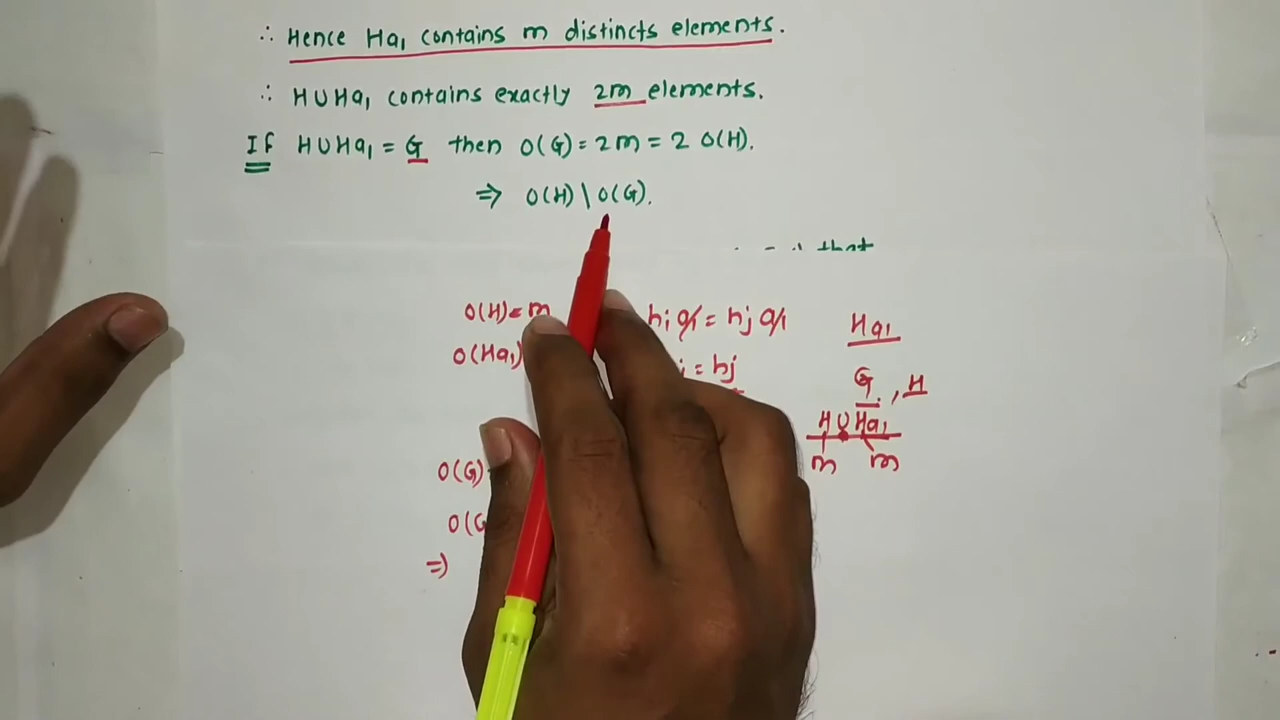 ∴ Hence Ha₁ contains m distincts elements.
∴ H∪Ha₁ contains exactly 2m elements.
If H∪Ha₁ = G then O(G) = 2m = 2 O(H).
⇒ O(H) \ O(G).
that
O(H) = m
hi a₁ = hj a₁
Ha₁
O(Ha₁)
= hj
G , H
H∪Ha₁
m m
O(G)
O(G
⇒